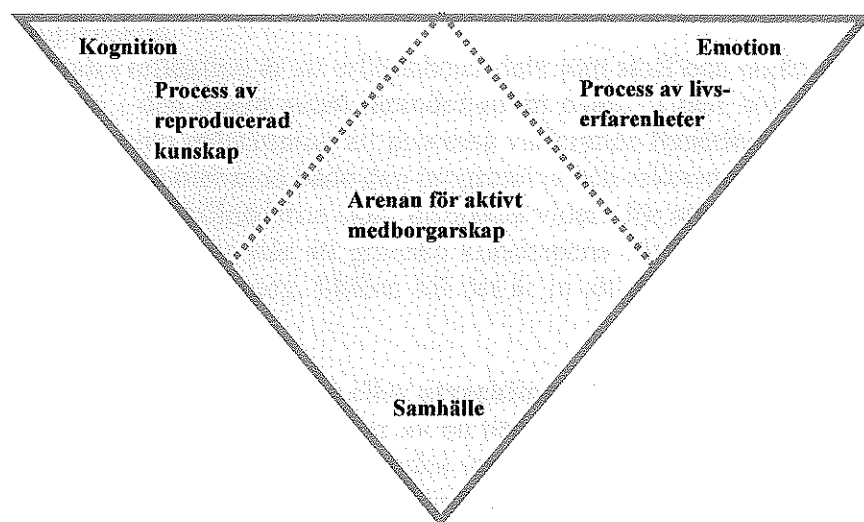 Kognition
Emotion
Process av
reproducerad
kunskap
Process av livs-
erfarenheter
Arenan för aktivt
medborgarskap
Samhälle